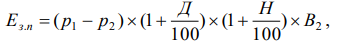 Eз.п = (p1 − p2) × (1 + Д/100) × (1 + Н/100) × B2 ,